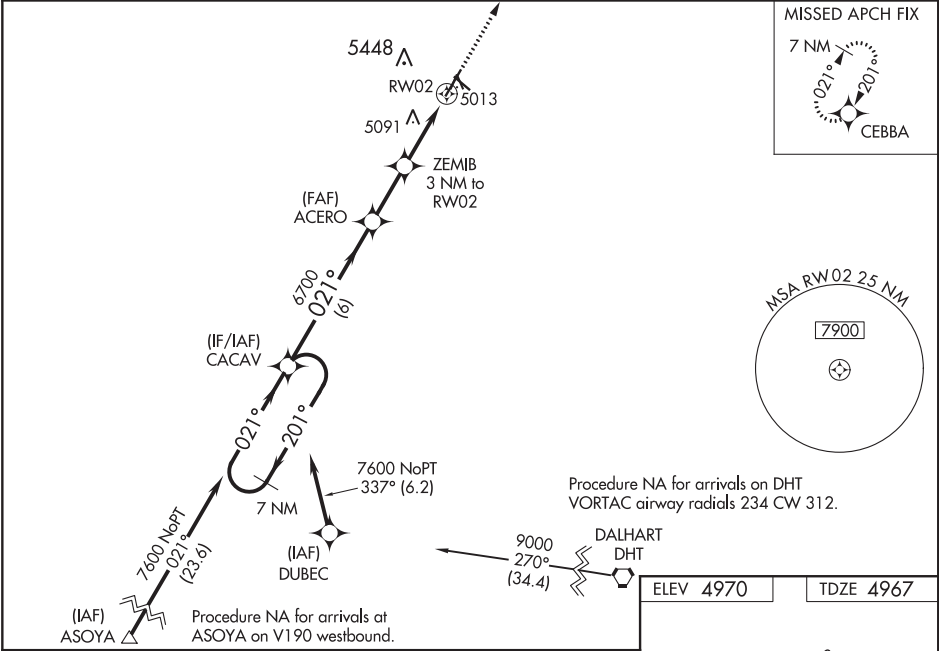 MISSED APCH FIX
7 NM
021°
201°
CEBBA
5448
RW02
5013
5091
ZEMIB
3 NM to
RW02
(FAF)
ACERO
6700
021°
(6)
(IF/IAF)
CACAV
021°
201°
7 NM
7600 NoPT
021°
(23.6)
(IAF)
ASOYA
7600 NoPT
337° (6.2)
(IAF)
DUBEC
Procedure NA for arrivals at
ASOYA on V190 westbound.
MSA RW02 25 NM
7900
Procedure NA for arrivals on DHT
VORTAC airway radials 234 CW 312.
9000
270°
(34.4)
DALHART
DHT
ELEV 4970
TDZE 4967